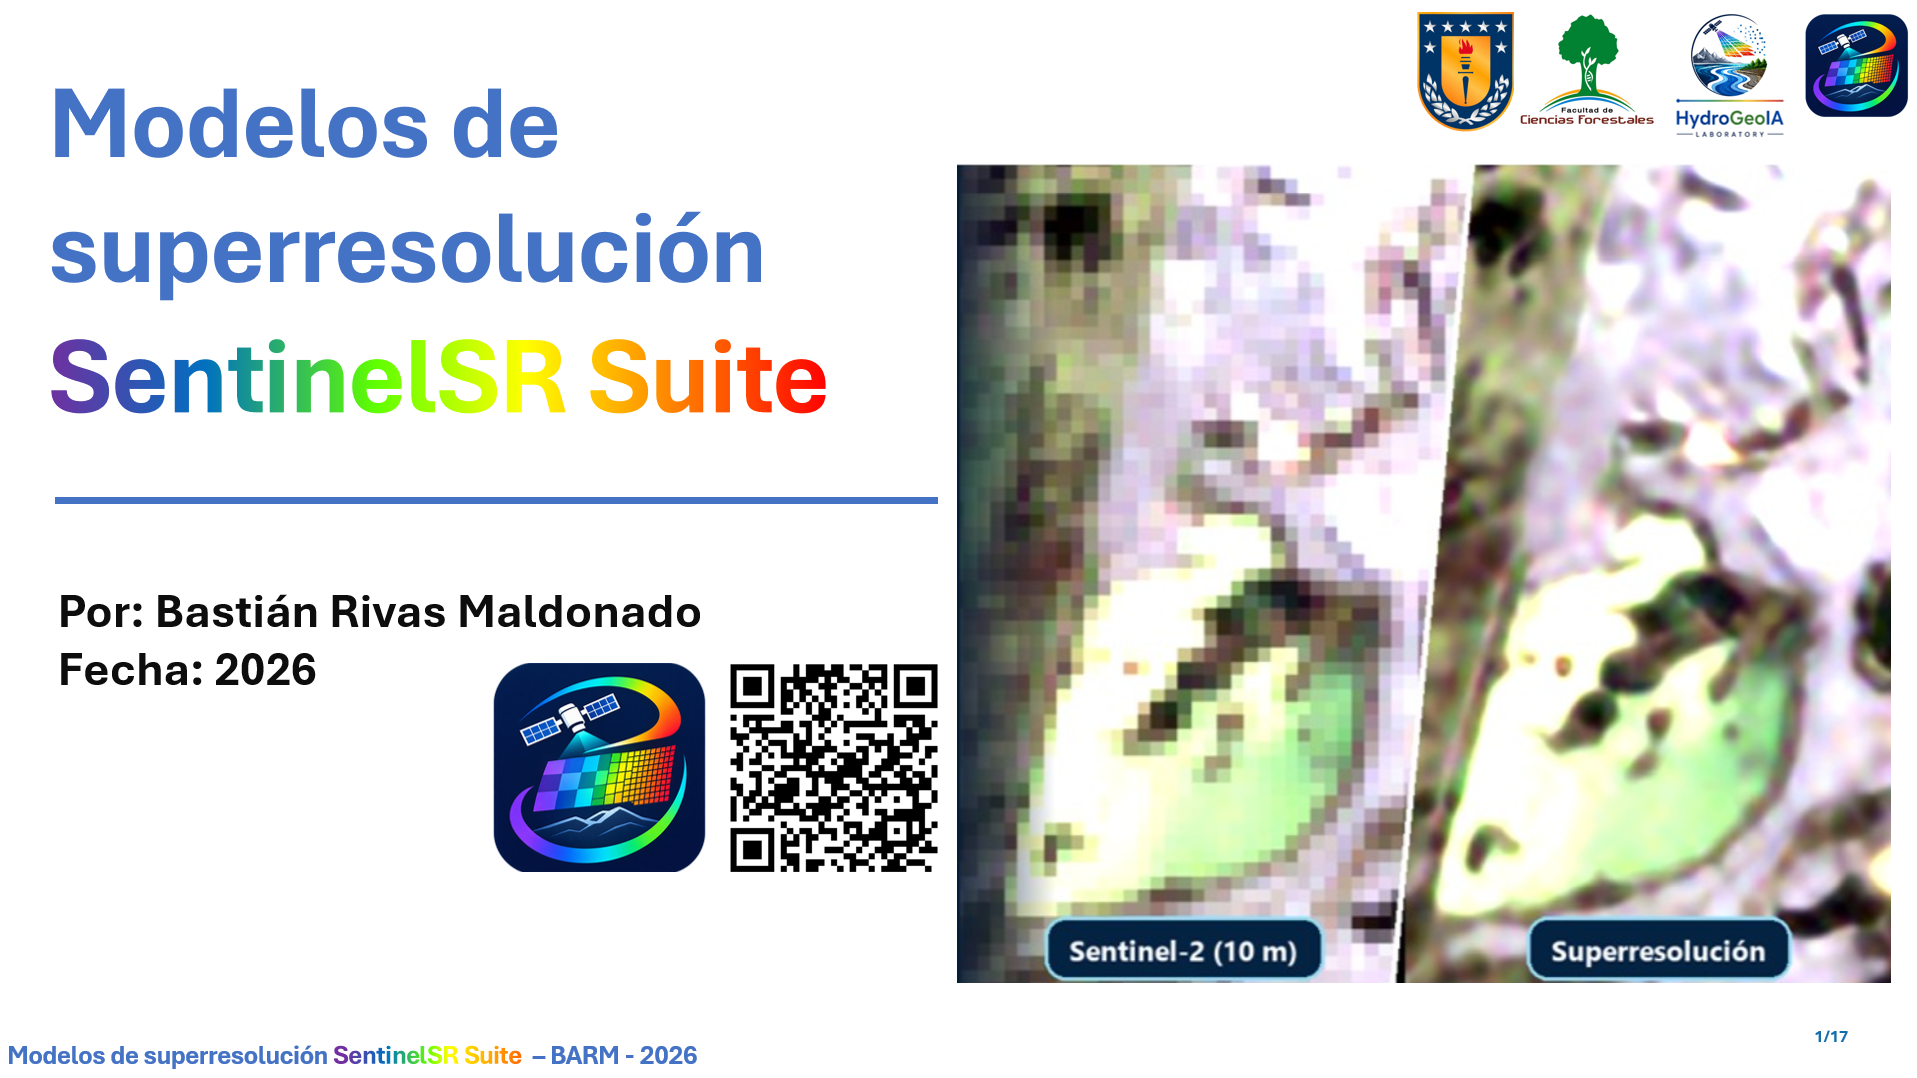 Modelos de
superresolución
SentinelSR Suite
Por: Bastián Rivas Maldonado
Fecha: 2026
Facultad de
Ciencias Forestales
HydroGeoIA
LABORATORY
Sentinel-2 (10 m)
Superresolución
Modelos de superresolución SentinelSR Suite – BARM - 2026
1/17